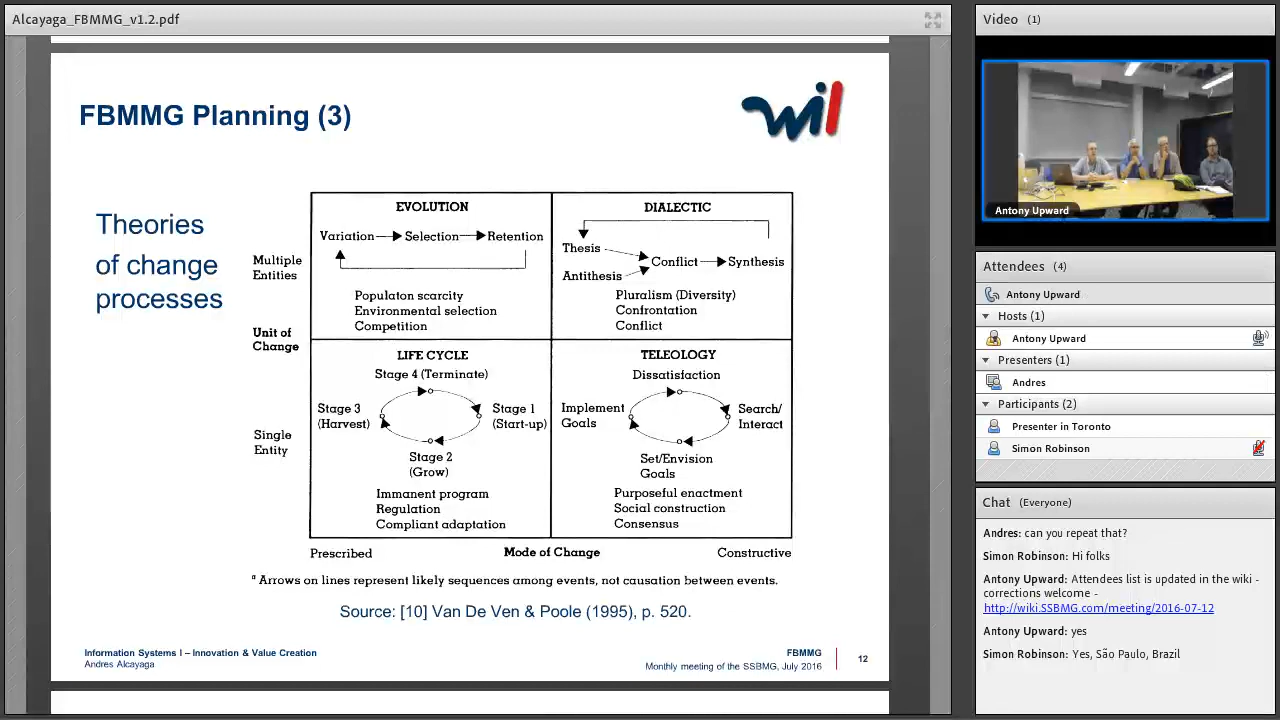 Alcayaga_FBMMG_v1.2.pdf
FBMMG Planning (3)
wil
Theories
of change
processes
EVOLUTION
Variation Selection Retention
Populaton scarcity
Environmental selection
Competition
DIALECTIC
Thesis
Antithesis
Conflict Synthesis
Pluralism (Diversity)
Confrontation
Conflict
Multiple
Entities
Unit of
Change
LIFE CYCLE
Stage 4 (Terminate)
Stage 3
(Harvest)
Stage 1
(Start-up)
Stage 2
(Grow)
Immanent program
Regulation
Compliant adaptation
TELEOLOGY
Dissatisfaction
Implement
Goals
Search/
Interact
Set/Envision
Goals
Purposeful enactment
Social construction
Consensus
Single
Entity
Prescribed Mode of Change Constructive
a Arrows on lines represent likely sequences among events, not causation between events.
Source: [10] Van De Ven & Poole (1995), p. 520.
Information Systems I – Innovation & Value Creation
Andres Alcayaga
FBMMG
Monthly meeting of the SSBMG, July 2016
12
Video (1)
Antony Upward
Attendees (4)
Antony Upward
Hosts (1)
Antony Upward
Presenters (1)
Andres
Participants (2)
Presenter in Toronto
Simon Robinson
Chat (Everyone)
Andres: can you repeat that?
Simon Robinson: Hi folks
Antony Upward: Attendees list is updated in the wiki -
corrections welcome -
http://wiki.SSBMG.com/meeting/2016-07-12
Antony Upward: yes
Simon Robinson: Yes, São Paulo, Brazil